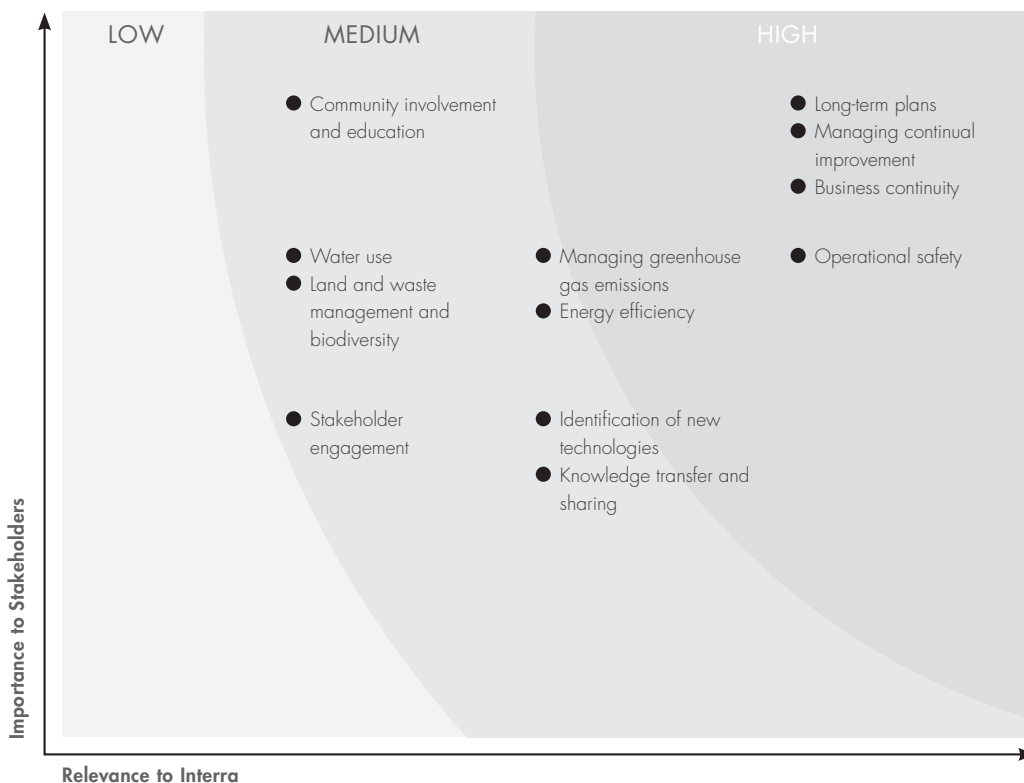 LOW
MEDIUM
HIGH
Community involvement
and education
Long-term plans
Managing continual
improvement
Business continuity
Water use
Land and waste
management and
biodiversity
Managing greenhouse
gas emissions
Energy efficiency
Operational safety
Stakeholder
engagement
Identification of new
technologies
Knowledge transfer and
sharing
Importance to Stakeholders
Relevance to Interra